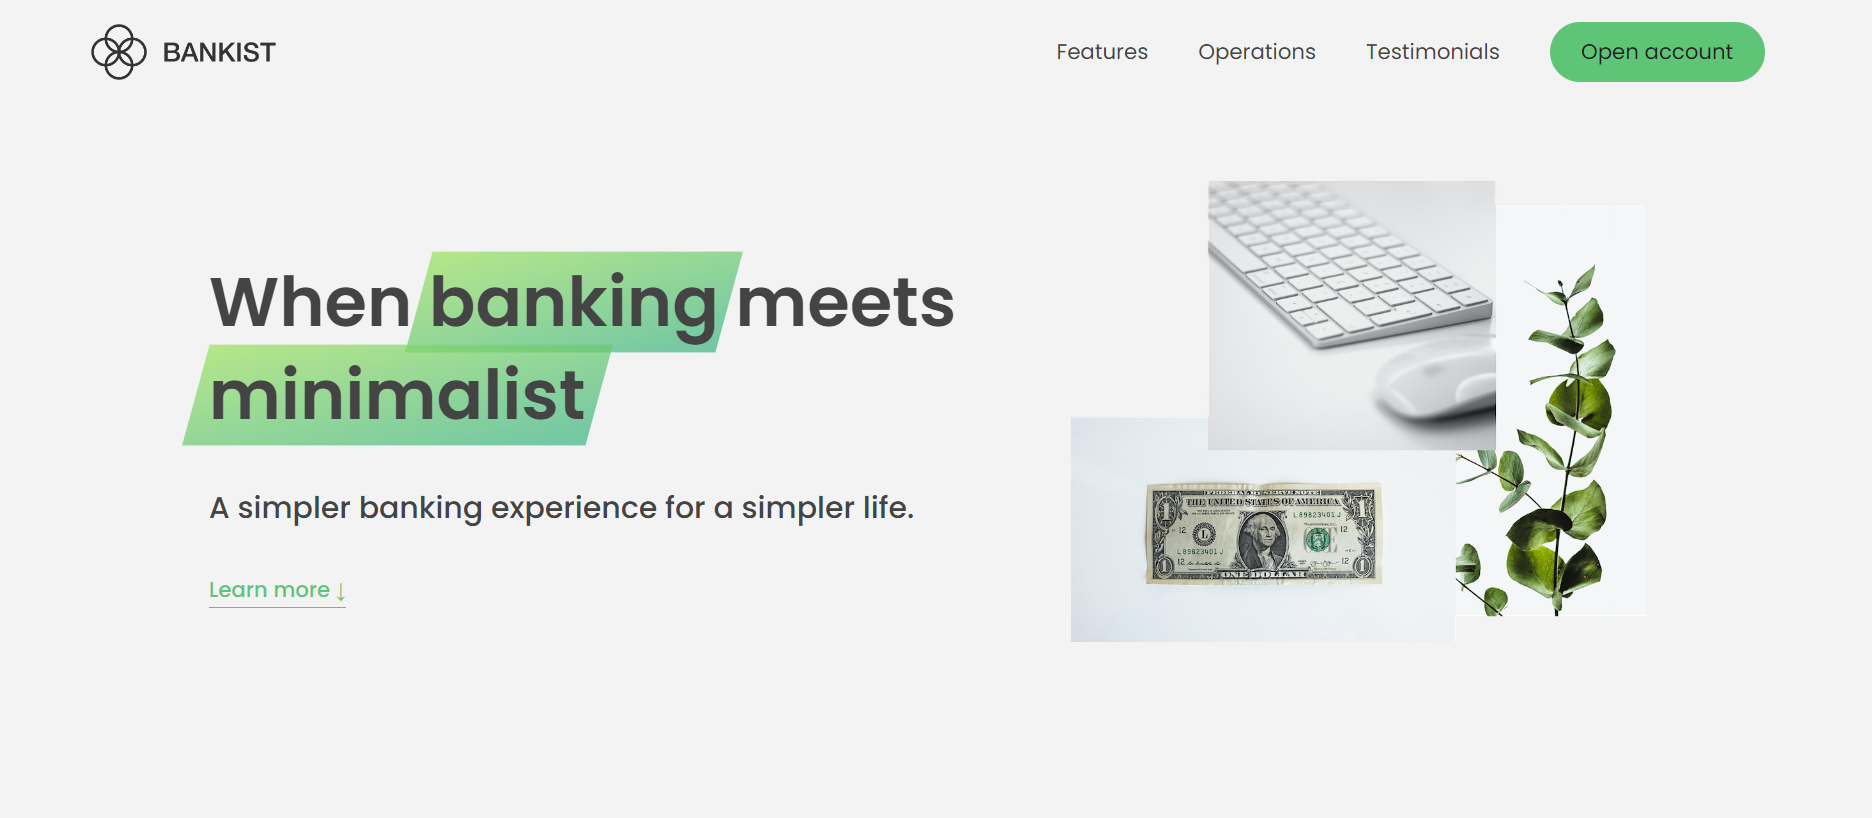 BANKIST
Features
Operations
Testimonials
Open account
When banking meets
minimalist
A simpler banking experience for a simpler life.
Learn more ↓
FEDERAL RESERVE NOTE
THE UNITED STATES OF AMERICA
L 89823401 J
12
12
L
L 89823401 J
12
12
1
1
1
1
ONE DOLLAR